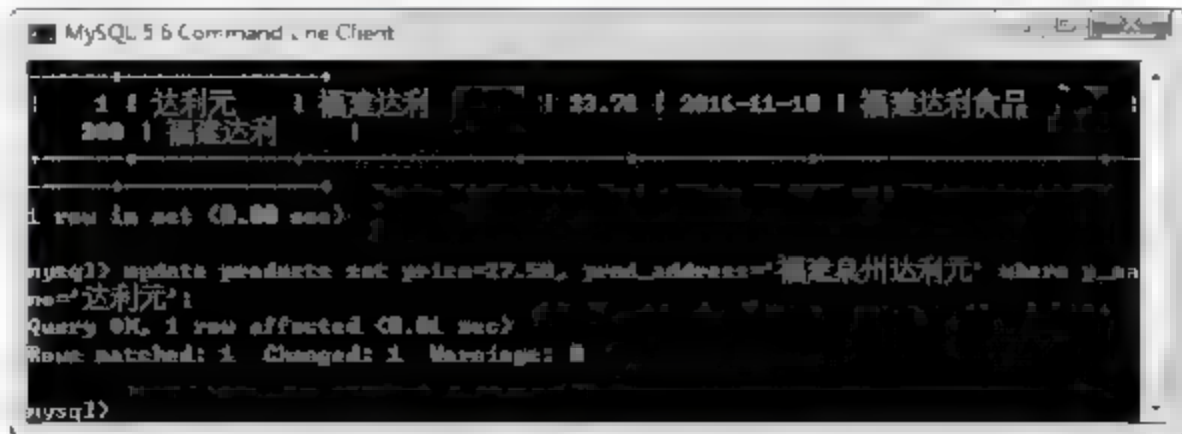 MySQL 5.6 Command Line Client
| 1 | 达利元 | 福建达利 | 23.70 | 2016-11-10 | 福建达利食品
200 | 福建达利 |
1 row in set (0.00 sec)
mysql> update products set price=27.50, prod_address='福建泉州达利元' where p_na
me='达利元';
Query OK, 1 row affected (0.01 sec)
Rows matched: 1 Changed: 1 Warnings: 0
mysql>